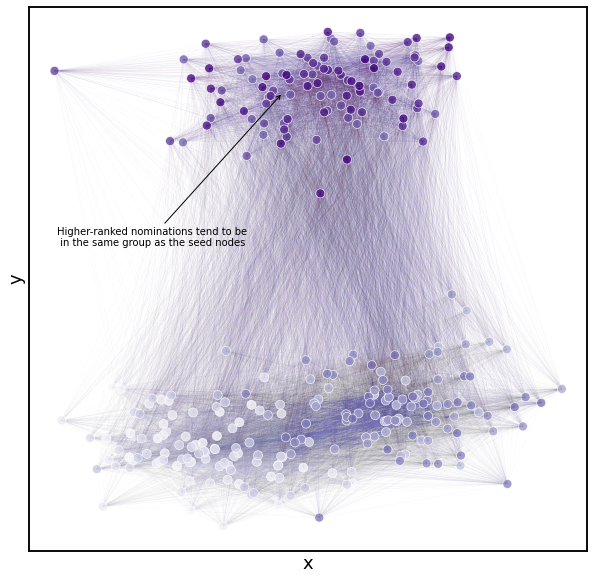 Higher-ranked nominations tend to be
in the same group as the seed nodes
y
x